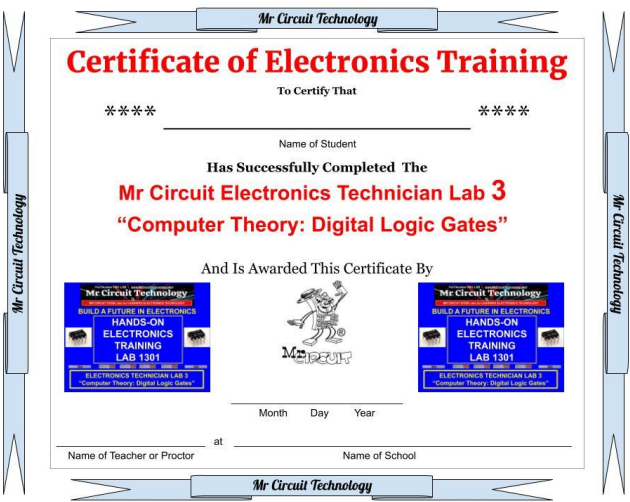 Mr Circuit Technology
Certificate of Electronics Training
To Certify That
**** ****
Name of Student
Has Successfully Completed The
Mr Circuit Electronics Technician Lab 3
“Computer Theory: Digital Logic Gates”
And Is Awarded This Certificate By
Mr Circuit Technology
BUILD A FUTURE IN ELECTRONICS
HANDS-ON
ELECTRONICS
TRAINING
LAB 1301
ELECTRONICS TECHNICIAN LAB 3
"Computer Theory: Digital Logic Gates"
Mr CIRCUIT ®
Mr Circuit Technology
BUILD A FUTURE IN ELECTRONICS
HANDS-ON
ELECTRONICS
TRAINING
LAB 1301
ELECTRONICS TECHNICIAN LAB 3
"Computer Theory: Digital Logic Gates"
Month Day Year
at
Name of Teacher or Proctor Name of School
Mr Circuit Technology
Mr Circuit Technology
Mr Circuit Technology